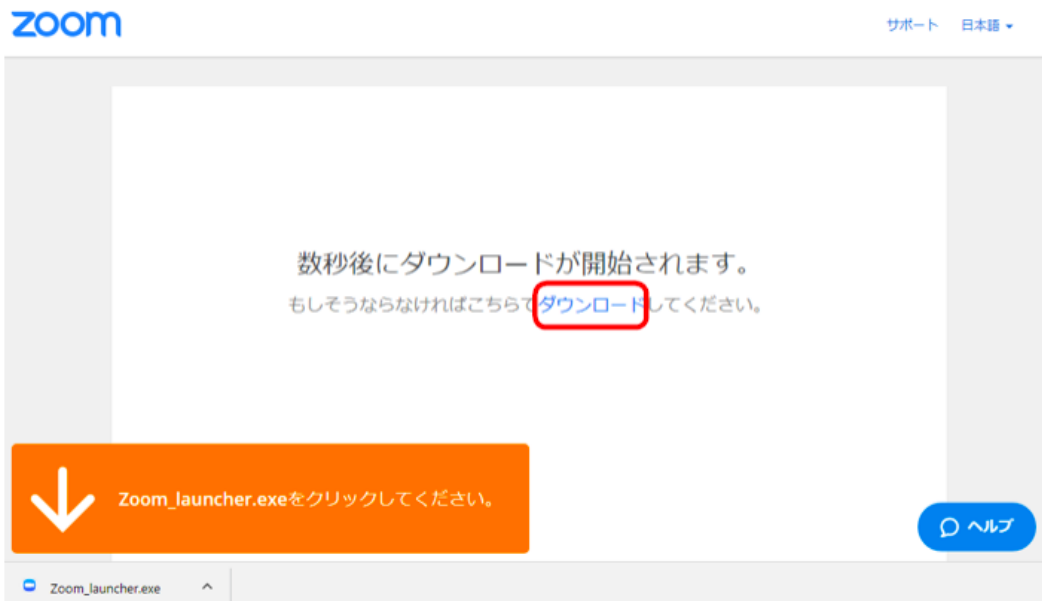 zoom
サポート 日本語
数秒後にダウンロードが開始されます。
もしそうならなければこちらでダウンロードしてください。
Zoom_launcher.exeをクリックしてください。
ヘルプ
Zoom_launcher.exe